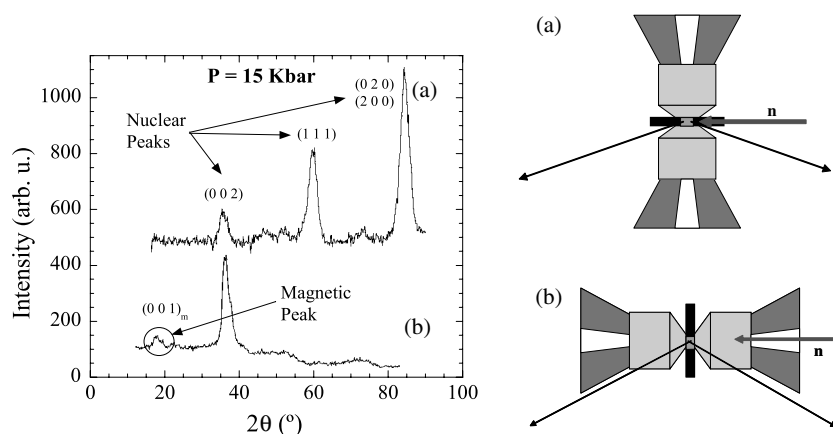 P = 15 Kbar
1000
800
600
400
200
0
Intensity (arb. u.)
0 20 40 60 80 100
2θ (º)
Nuclear
Peaks
(0 0 2)
(1 1 1)
(0 2 0)
(2 0 0)
(a)
(0 0 1)m
Magnetic
Peak
(b)
(a)
n
(b)
n